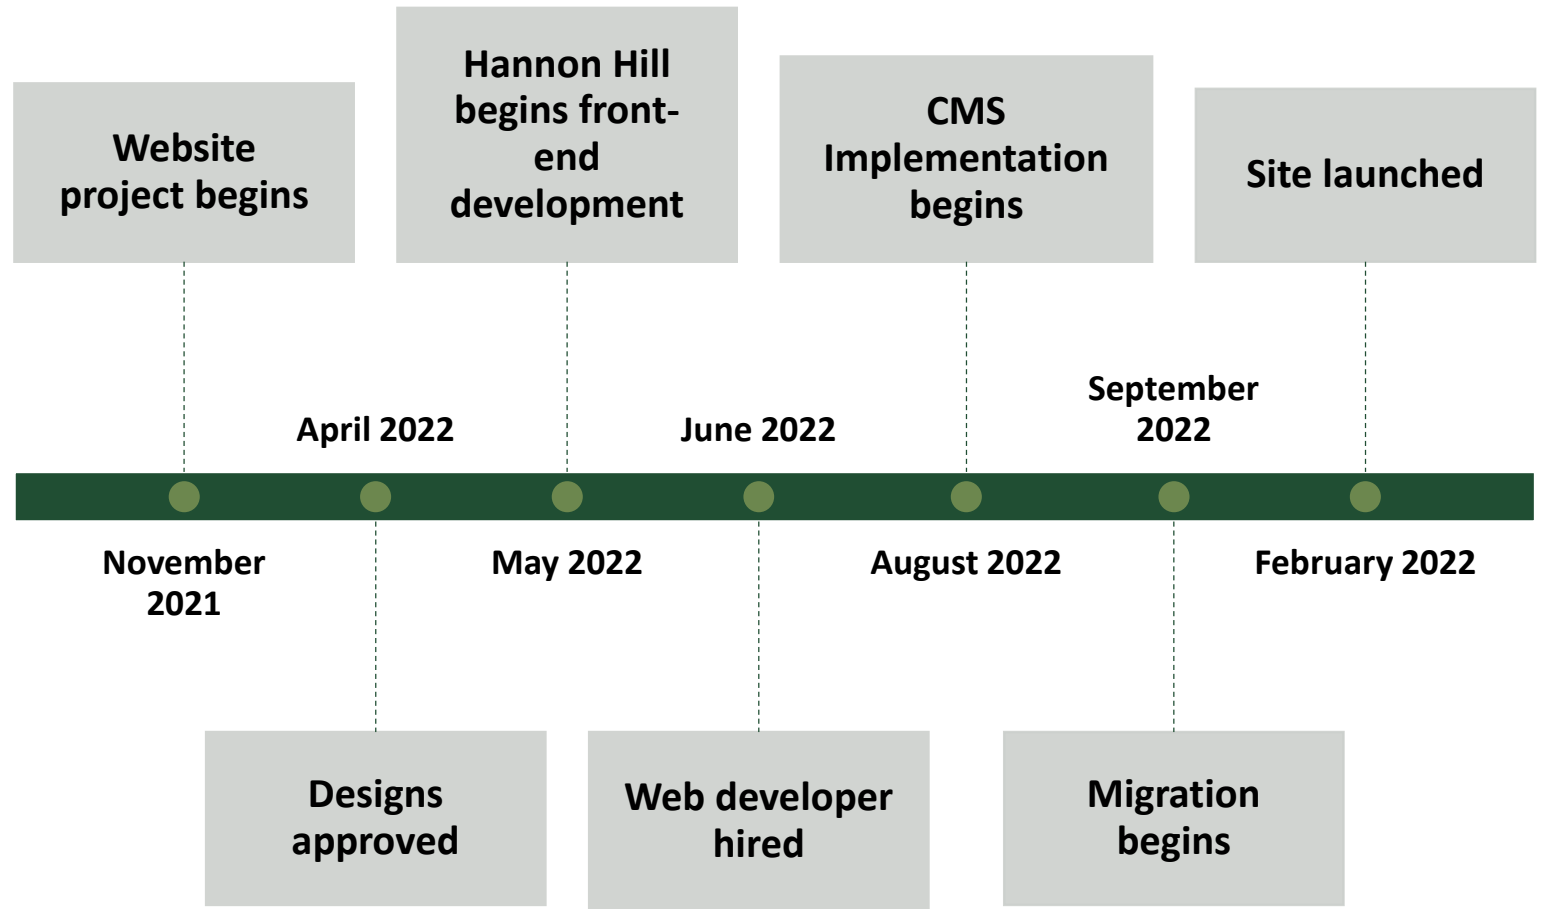 Website
project begins
Hannon Hill
begins front-
end
development
CMS
Implementation
begins
Site launched
April 2022
June 2022
September
2022
November
2021
May 2022
August 2022
February 2022
Designs
approved
Web developer
hired
Migration
begins